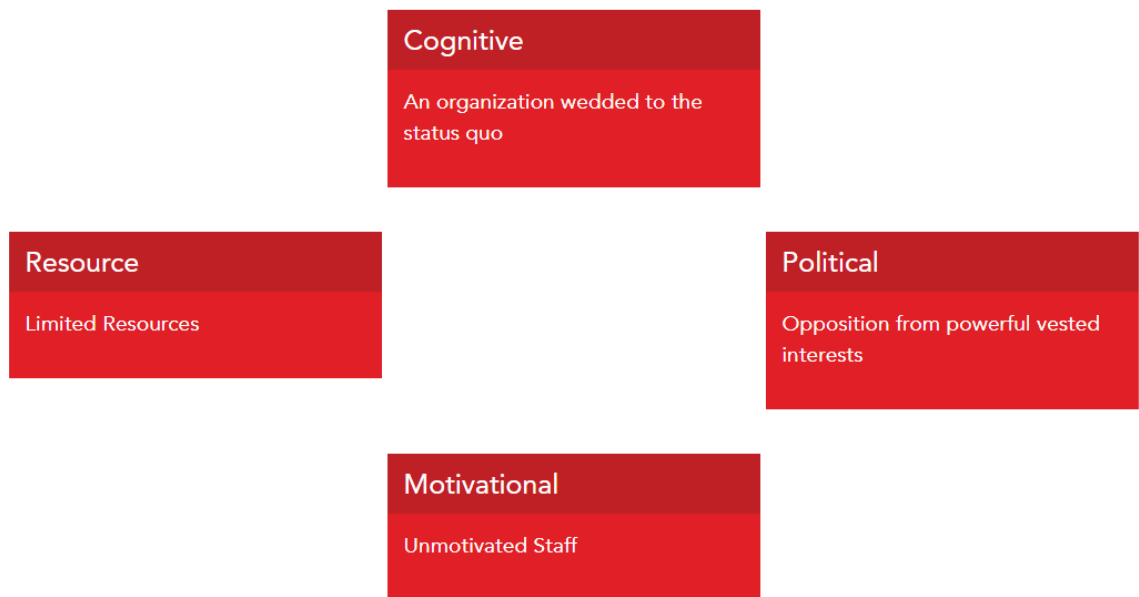 Cognitive
An organization wedded to the
status quo
Resource
Limited Resources
Political
Opposition from powerful vested
interests
Motivational
Unmotivated Staff